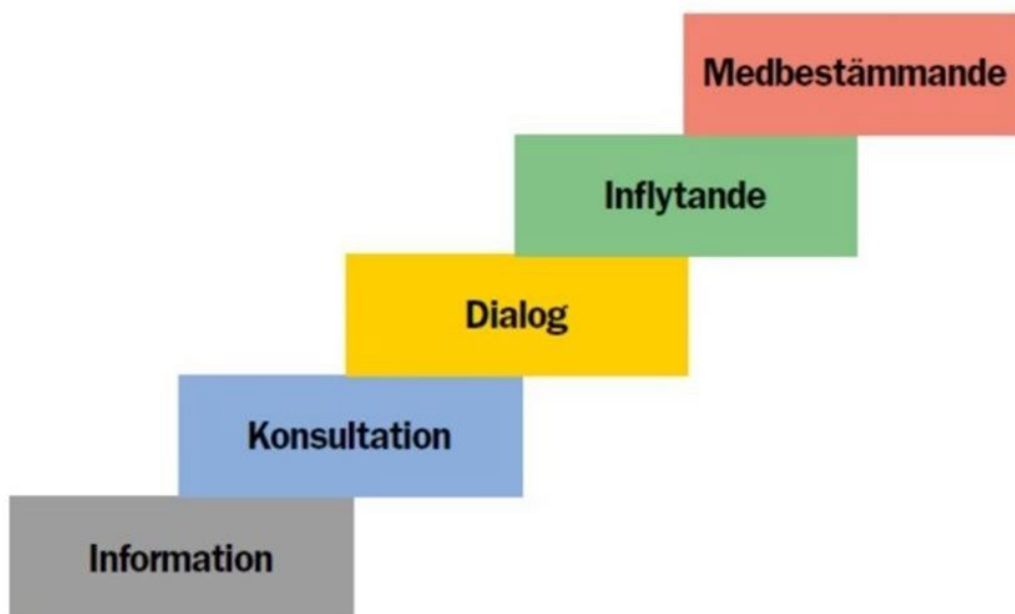 Medbestämmande
Inflytande
Dialog
Konsultation
Information